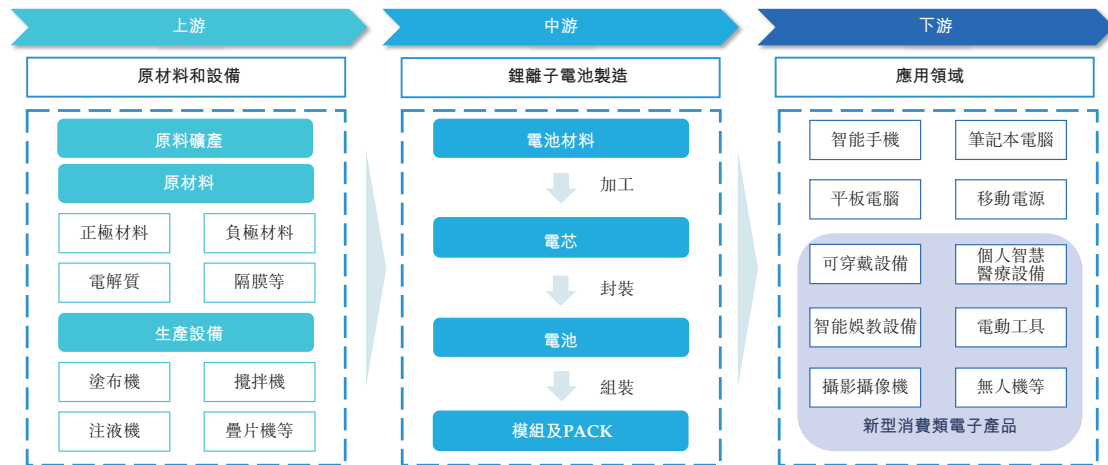 上游
中游
下游
原材料和設備
鋰離子電池製造
應用領域
原料礦產
原材料
正極材料
負極材料
電解質
隔膜等
生產設備
塗布機
攪拌機
注液機
疊片機等
電池材料
加工
電芯
封裝
電池
組裝
模組及PACK
智能手機
筆記本電腦
平板電腦
移動電源
可穿戴設備
個人智慧
醫療設備
智能娛教設備
電動工具
攝影攝像機
無人機等
新型消費類電子產品